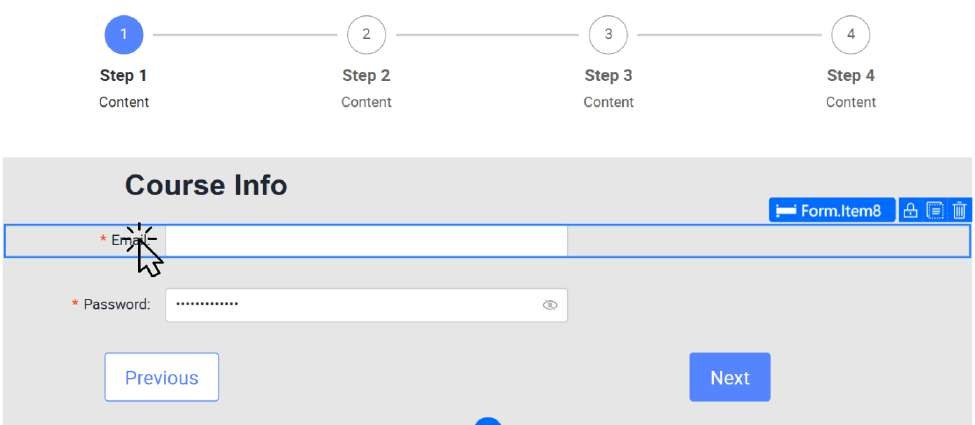 1 2 3 4
Step 1 Step 2 Step 3 Step 4
Content Content Content Content
Course Info
Form.Item8
* Email:
* Password: •••••••••••••
Previous Next